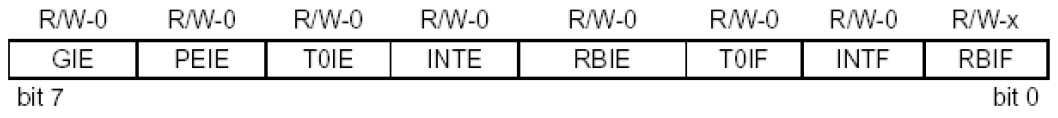 R/W-0 R/W-0 R/W-0 R/W-0 R/W-0 R/W-0 R/W-0 R/W-x
GIE PEIE T0IE INTE RBIE T0IF INTF RBIF
bit 7 bit 0